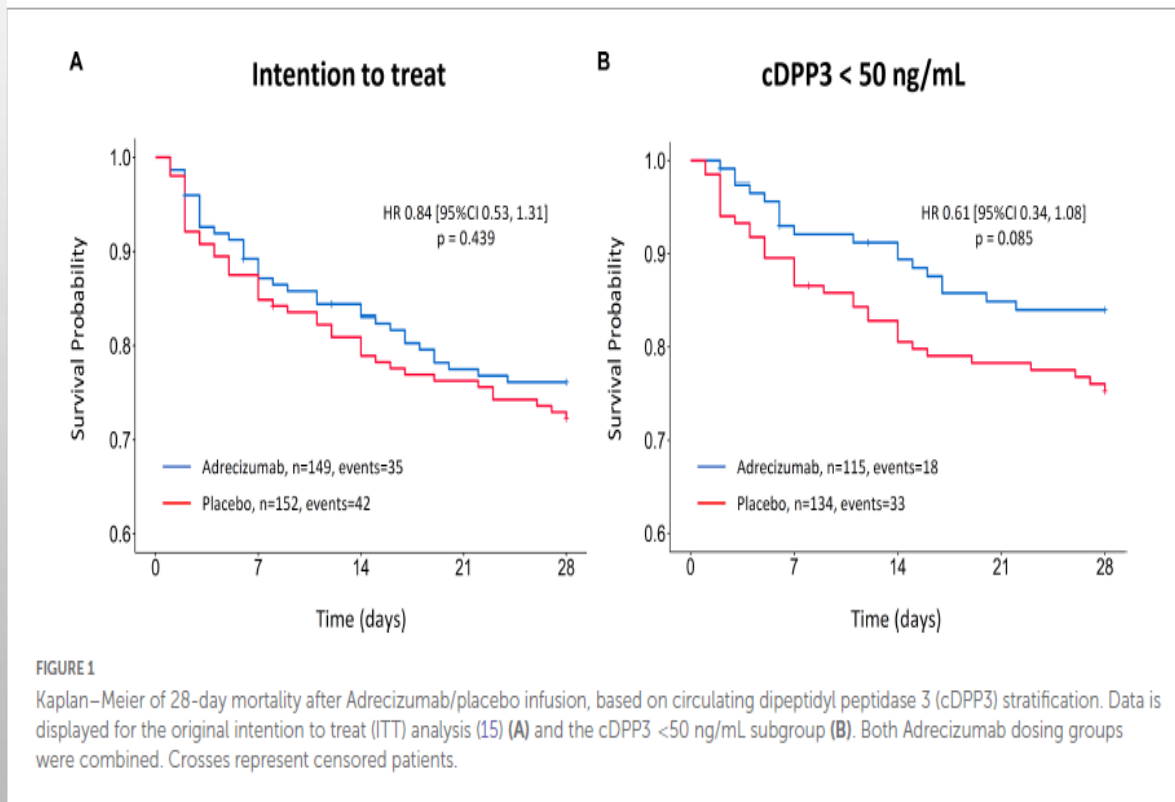 A
Intention to treat
1.0
0.9
0.8
0.7
0.6
Survival Probability
HR 0.84 [95%CI 0.53, 1.31]
p = 0.439
Adrecizumab, n=149, events=35
Placebo, n=152, events=42
0 7 14 21 28
Time (days)
B
cDPP3 < 50 ng/mL
1.0
0.9
0.8
0.7
0.6
Survival Probability
HR 0.61 [95%CI 0.34, 1.08]
p = 0.085
Adrecizumab, n=115, events=18
Placebo, n=134, events=33
0 7 14 21 28
Time (days)
FIGURE 1
Kaplan–Meier of 28-day mortality after Adrecizumab/placebo infusion, based on circulating dipeptidyl peptidase 3 (cDPP3) stratification. Data is
displayed for the original intention to treat (ITT) analysis (15) (A) and the cDPP3 <50 ng/mL subgroup (B). Both Adrecizumab dosing groups
were combined. Crosses represent censored patients.